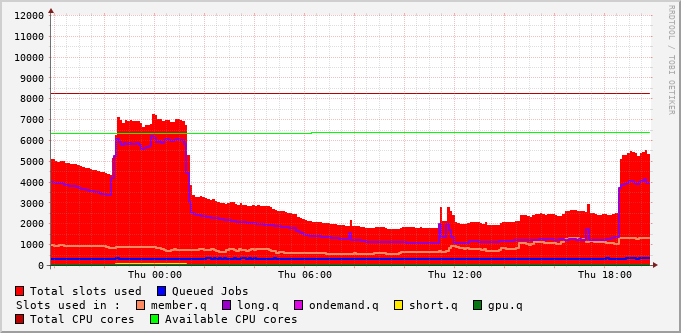 12000
11000
10000
9000
8000
7000
6000
5000
4000
3000
2000
1000
0
Thu 00:00 Thu 06:00 Thu 12:00 Thu 18:00
RRDTOOL / TOBI OETIKER
Total slots used Queued Jobs
Slots used in : member.q long.q ondemand.q short.q gpu.q
Total CPU cores Available CPU cores